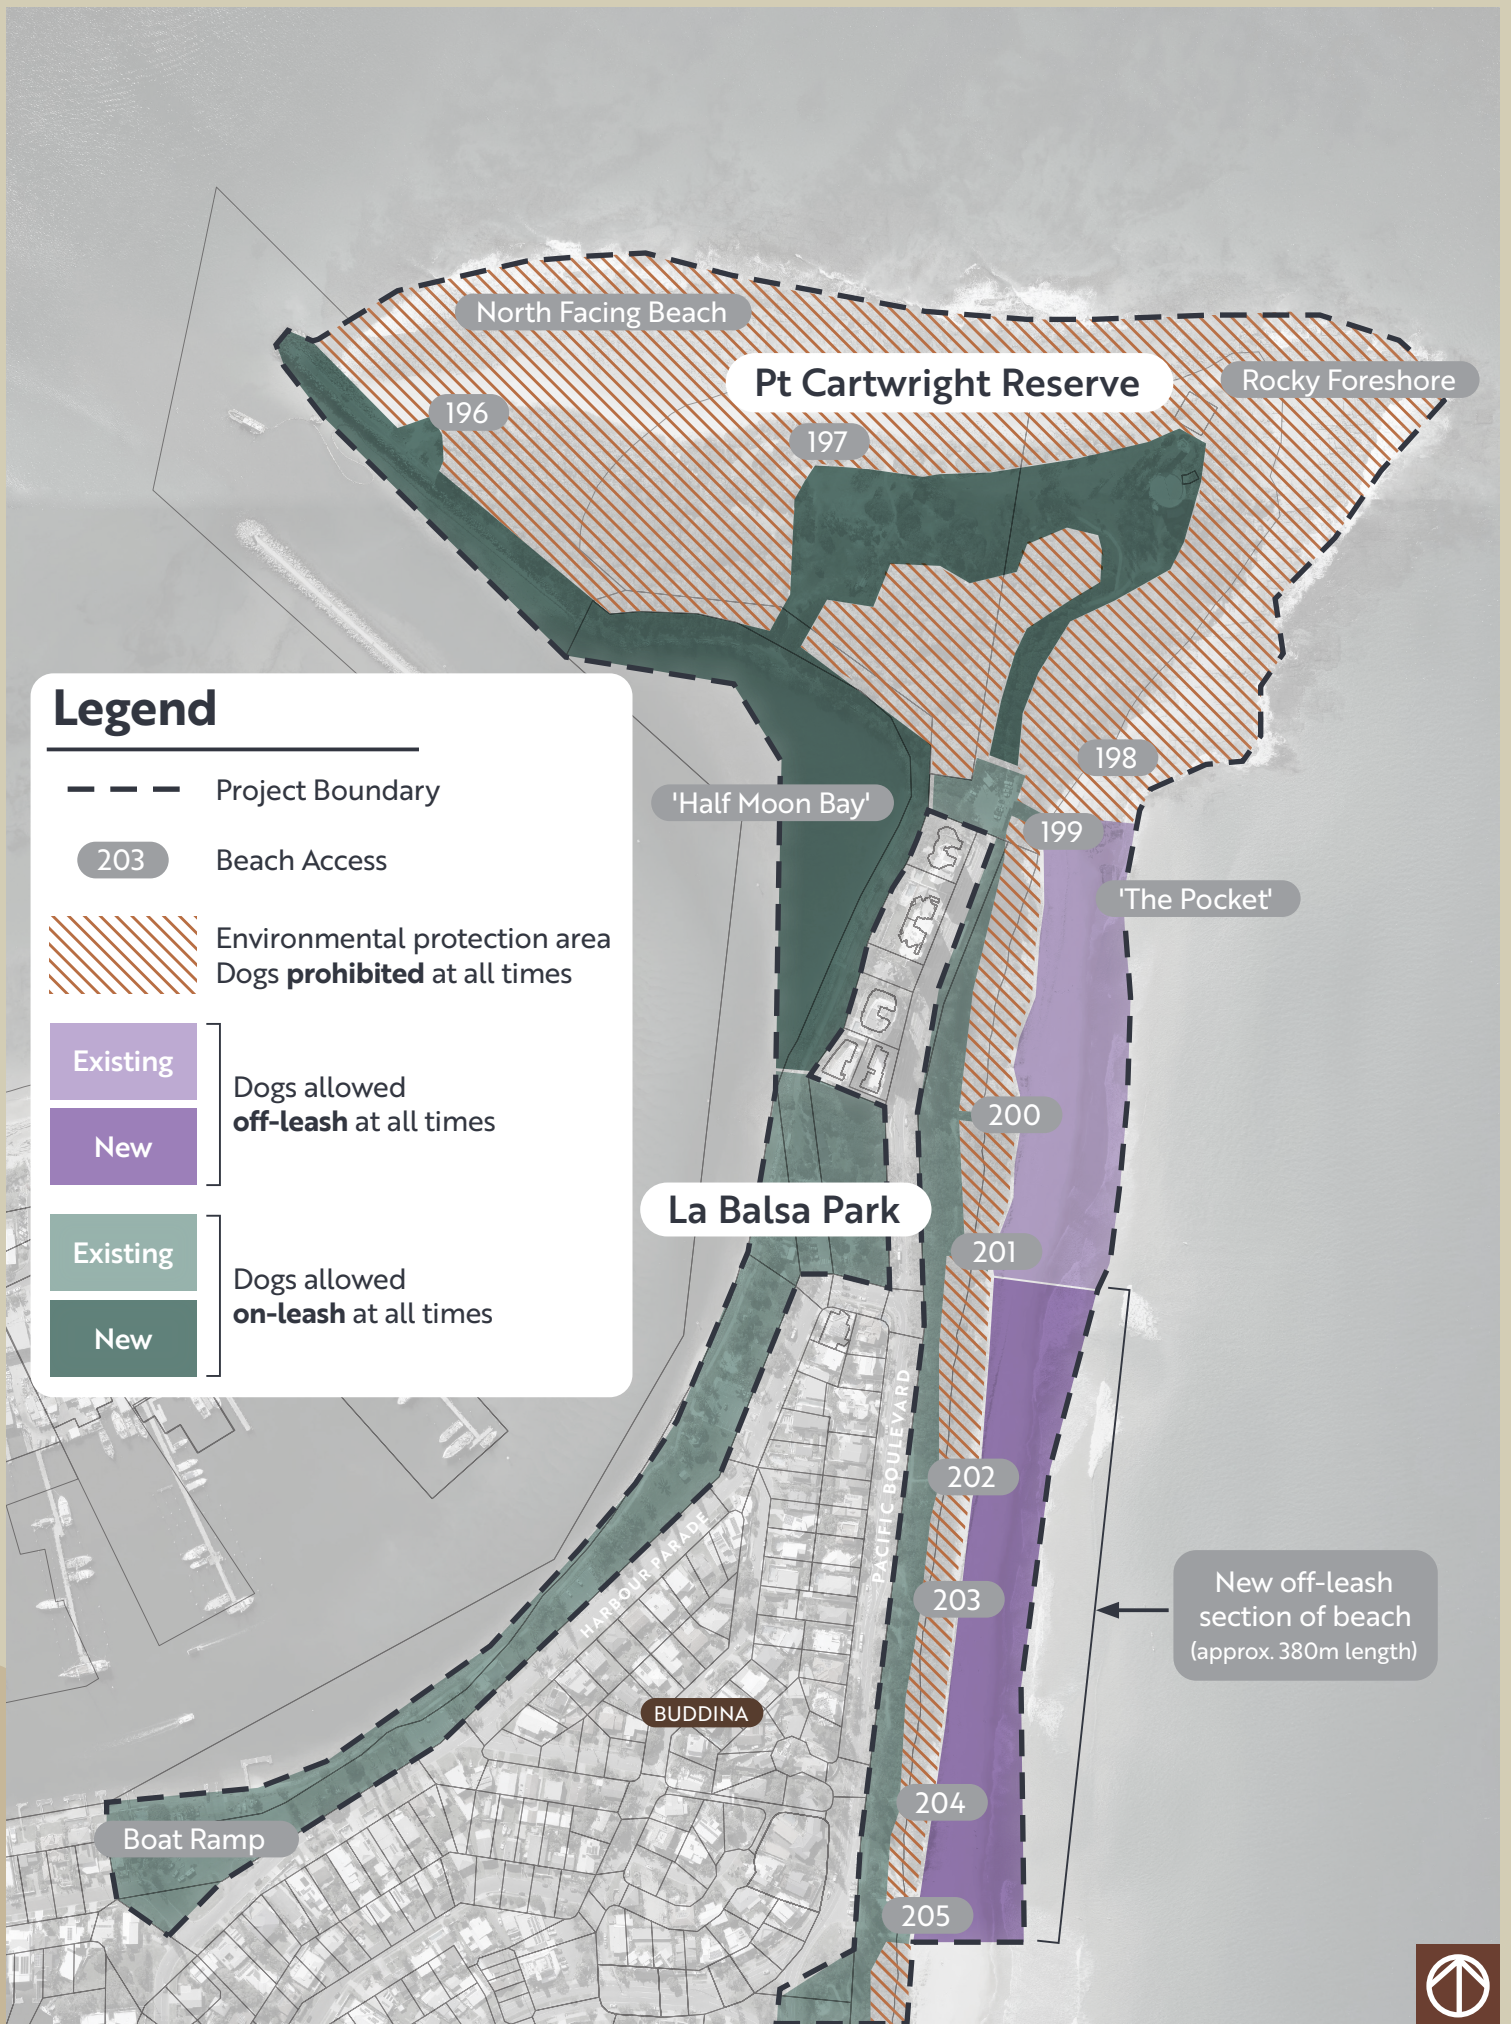 North Facing Beach
Pt Cartwright Reserve
Rocky Foreshore
196
197
Legend
Project Boundary
203
Beach Access
Environmental protection area
Dogs prohibited at all times
Existing
New
Dogs allowed
off-leash at all times
Existing
New
Dogs allowed
on-leash at all times
198
'Half Moon Bay'
199
'The Pocket'
200
La Balsa Park
201
PACIFIC BOULEVARD
202
HARBOUR PARADE
203
New off-leash
section of beach
(approx. 380m length)
BUDDINA
204
Boat Ramp
205